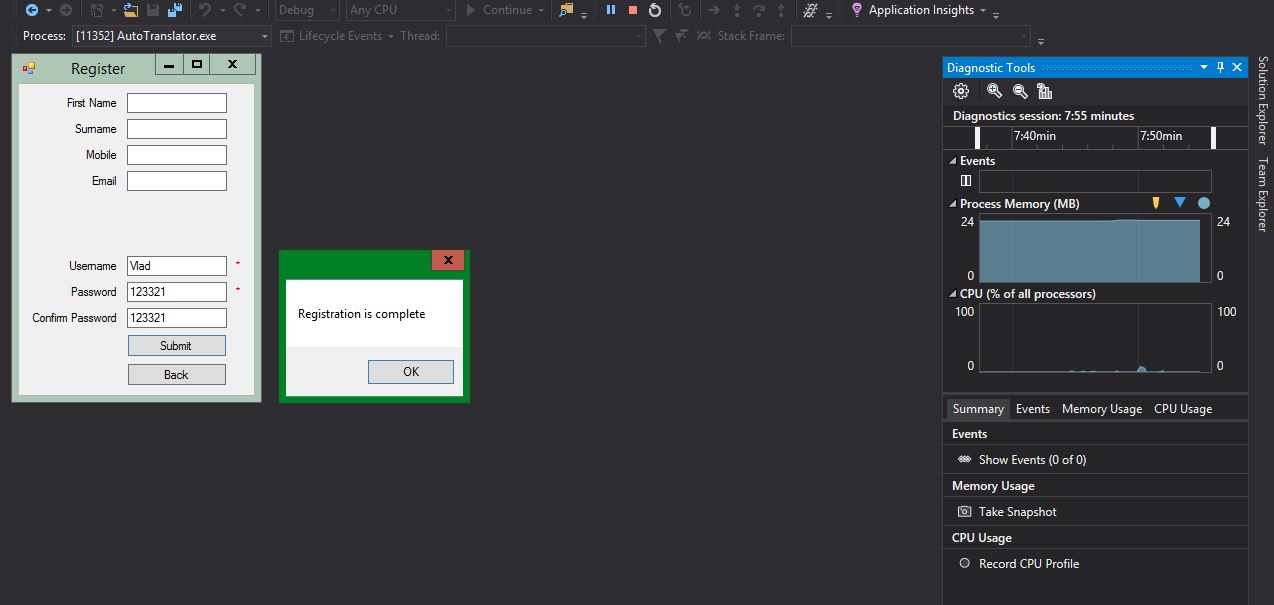 Debug Any CPU Continue Application Insights
Process: [11352] AutoTranslator.exe Lifecycle Events Thread: Stack Frame:
Register
First Name
Surname
Mobile
Email
Username Vlad *
Password 123321 *
Confirm Password 123321
Submit
Back
Registration is complete
OK
Diagnostic Tools
Diagnostics session: 7:55 minutes
7:40min 7:50min
Events
Process Memory (MB)
24 24
0 0
CPU (% of all processors)
100 100
0 0
Summary Events Memory Usage CPU Usage
Events
Show Events (0 of 0)
Memory Usage
Take Snapshot
CPU Usage
Record CPU Profile
Solution Explorer
Team Explorer